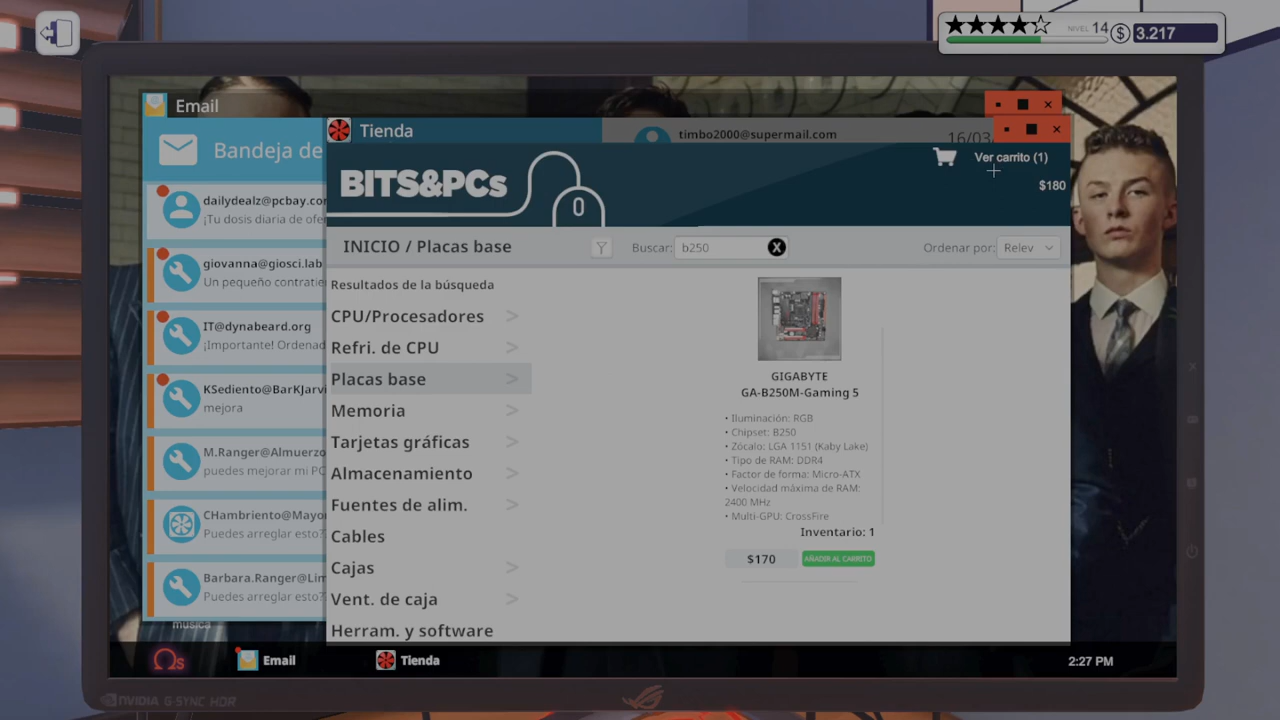 NIVEL 14
$ 3.217
Email
Bandeja de
dailydealz@pcbay.co
¡Tu dosis diaria de ofe
giovanna@giosci.lab
Un pequeño contratie
IT@dynabeard.org
¡Importante! Ordenad
KSediento@BarKJarvi
mejora
M.Ranger@Almuerzo
puedes mejorar mi PC
CHambriento@Mayo
Puedes arreglar esto?
Barbara.Ranger@Lim
Puedes arreglar esto?
música
Tienda
timbo2000@supermail.com
16/03
BITS&PCs
0
Ver carrito (1)
$180
INICIO / Placas base
Buscar: b250 X
Ordenar por: Relev
Resultados de la búsqueda
CPU/Procesadores >
Refri. de CPU >
Placas base >
Memoria >
Tarjetas gráficas >
Almacenamiento >
Fuentes de alim. >
Cables
Cajas >
Vent. de caja >
Herram. y software
GIGABYTE
GA-B250M-Gaming 5
• Iluminación: RGB
• Chipset: B250
• Zócalo: LGA 1151 (Kaby Lake)
• Tipo de RAM: DDR4
• Factor de forma: Micro-ATX
• Velocidad máxima de RAM:
2400 MHz
• Multi-GPU: CrossFire
Inventario: 1
$170
AÑADIR AL CARRITO
Ωs
Email
Tienda
2:27 PM
NVIDIA G-SYNC HDR